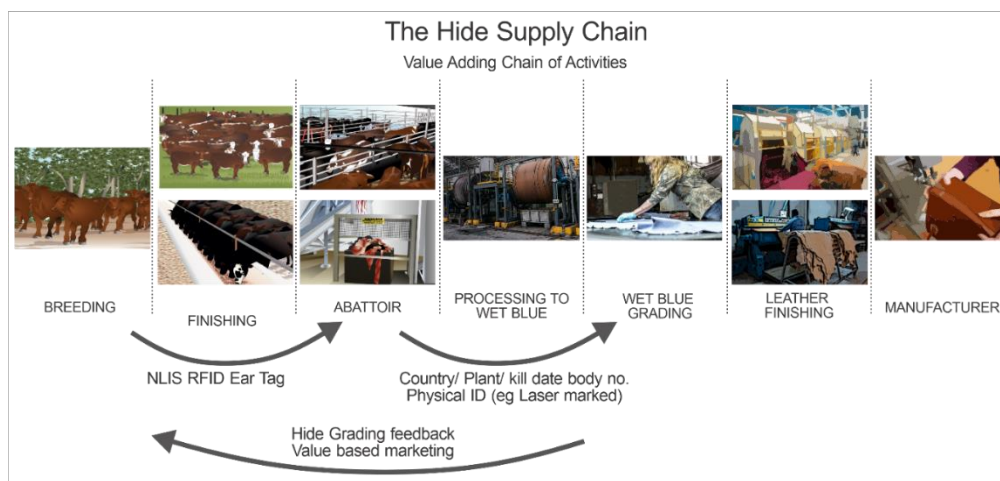 The Hide Supply Chain
Value Adding Chain of Activities
BREEDING
FINISHING
ABATTOIR
PROCESSING TO
WET BLUE
WET BLUE
GRADING
LEATHER
FINISHING
MANUFACTURER
NLIS RFID Ear Tag
Country/ Plant/ kill date body no.
Physical ID (eg Laser marked)
Hide Grading feedback
Value based marketing